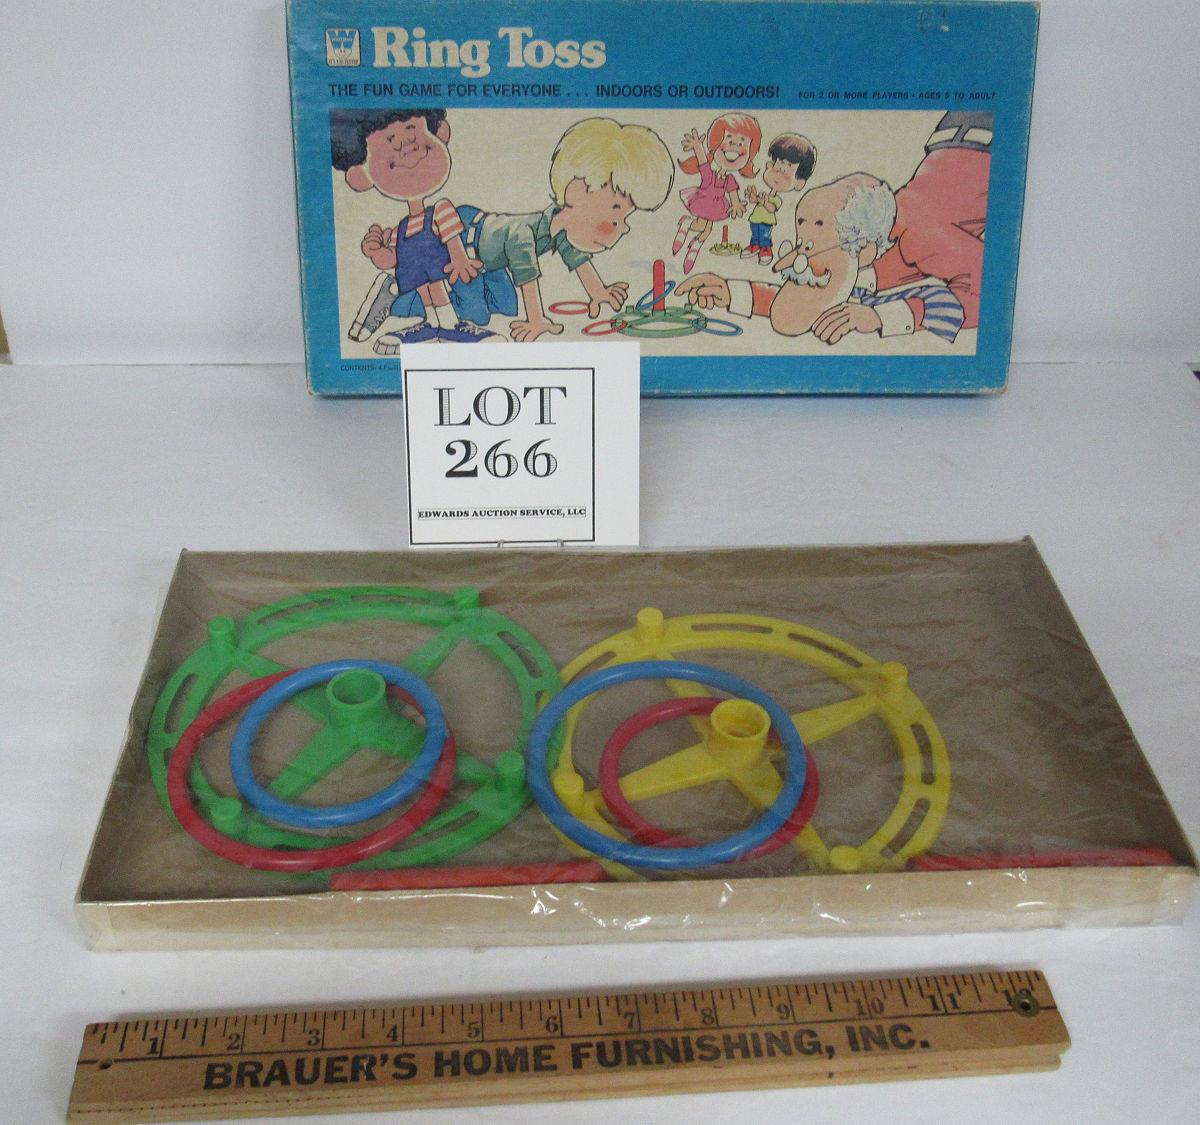 Ring Toss
THE FUN GAME FOR EVERYONE . . . INDOORS OR OUTDOORS! FOR 2 OR MORE PLAYERS • AGES 5 TO ADULT
CONTENTS:
LOT
266
EDWARDS AUCTION SERVICE, LLC
1 2 3 4 5 6 7 8 9 10 11 12
BRAUER'S HOME FURNISHING, INC.